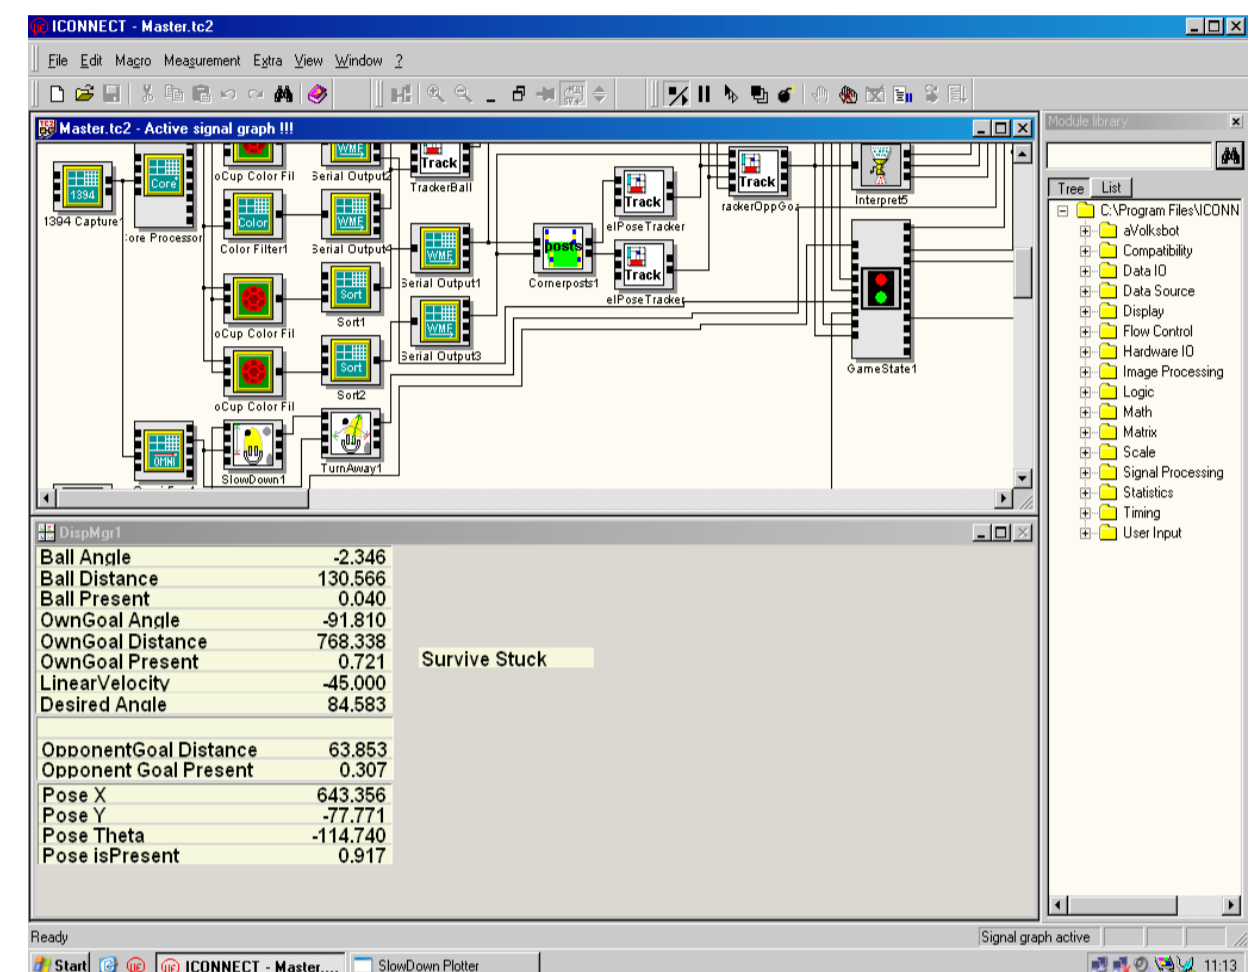 ICONNECT - Master.tc2
File Edit Macro Measurement Extra View Window ?
Master.tc2 - Active signal graph !!!
1394
1394 Capture1
Core
ore Processor
oCup Color Fil
Color
Color Filter1
oCup Color Fil
oCup Color Fil
WME
Serial Output2
WME
Serial Output4
Sort
Sort1
Sort
Sort2
Track
TrackerBall
WME
Serial Output1
WME
Serial Output3
posts
Cornerposts1
Track
elPoseTracker
Track
elPoseTracker
Track
rackerOppGoa
Interpret5
GameState1
OMNI
SlowDown1
TurnAway1
Module library
Tree List
C:\Program Files\ICONN
aVolksbot
Compatibility
Data IO
Data Source
Display
Flow Control
Hardware IO
Image Processing
Logic
Math
Matrix
Scale
Signal Processing
Statistics
Timing
User Input
DispMgr1
Ball Angle -2.346
Ball Distance 130.566
Ball Present 0.040
OwnGoal Angle -91.810
OwnGoal Distance 768.338
OwnGoal Present 0.721
LinearVelocity -45.000
Desired Angle 84.583
Survive Stuck
OpponentGoal Distance 63.853
Opponent Goal Present 0.307
Pose X 643.356
Pose Y -77.771
Pose Theta -114.740
Pose isPresent 0.917
Ready
Signal graph active
Start
ICONNECT - Master....
SlowDown Plotter
11:13